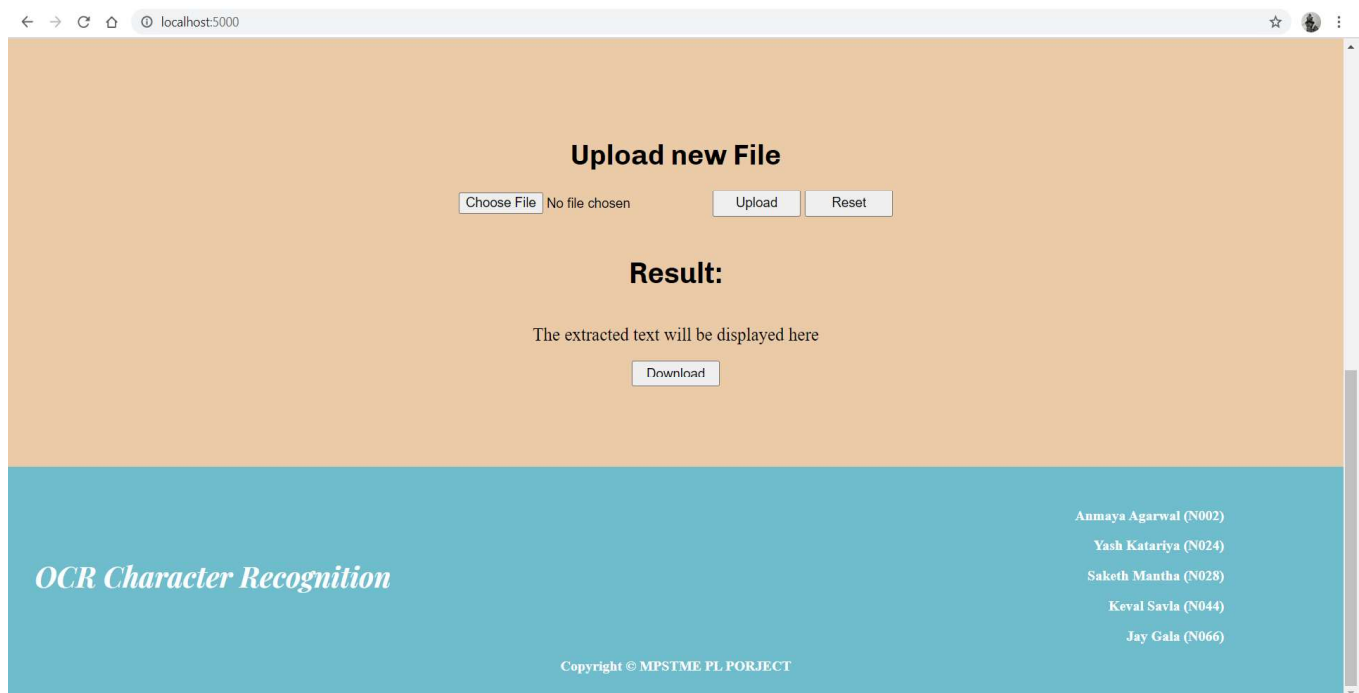 localhost:5000
Upload new File
Choose File No file chosen Upload Reset
Result:
The extracted text will be displayed here
Download
OCR Character Recognition
Anmaya Agarwal (N002)
Yash Katariya (N024)
Saketh Mantha (N028)
Keval Savla (N044)
Jay Gala (N066)
Copyright © MPSTME PL PORJECT